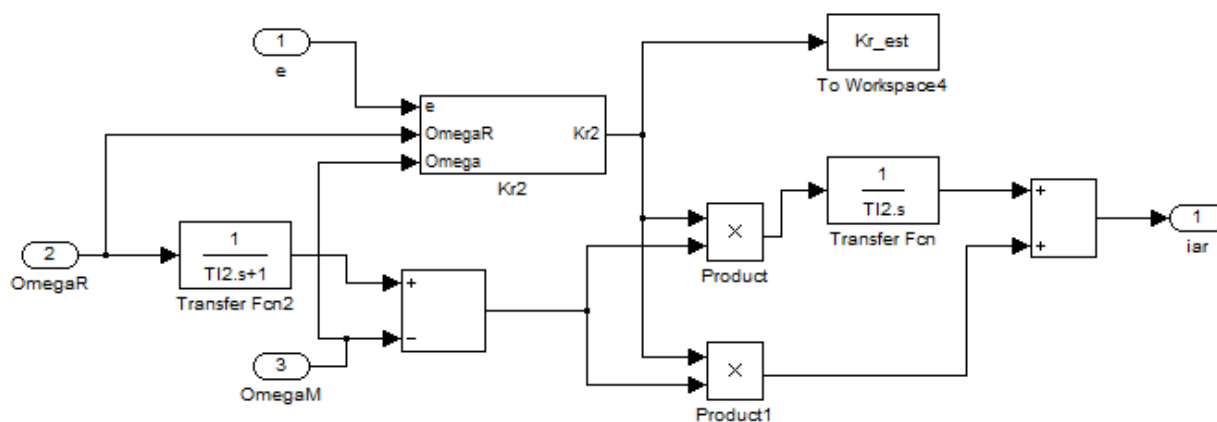 1
e
Kr_est
To Workspace4
e
OmegaR
Omega
Kr2
Kr2
2
OmegaR
1
TI2.s+1
Transfer Fcn2
+
−
3
OmegaM
×
Product
1
TI2.s
Transfer Fcn
+
+
1
iar
×
Product1